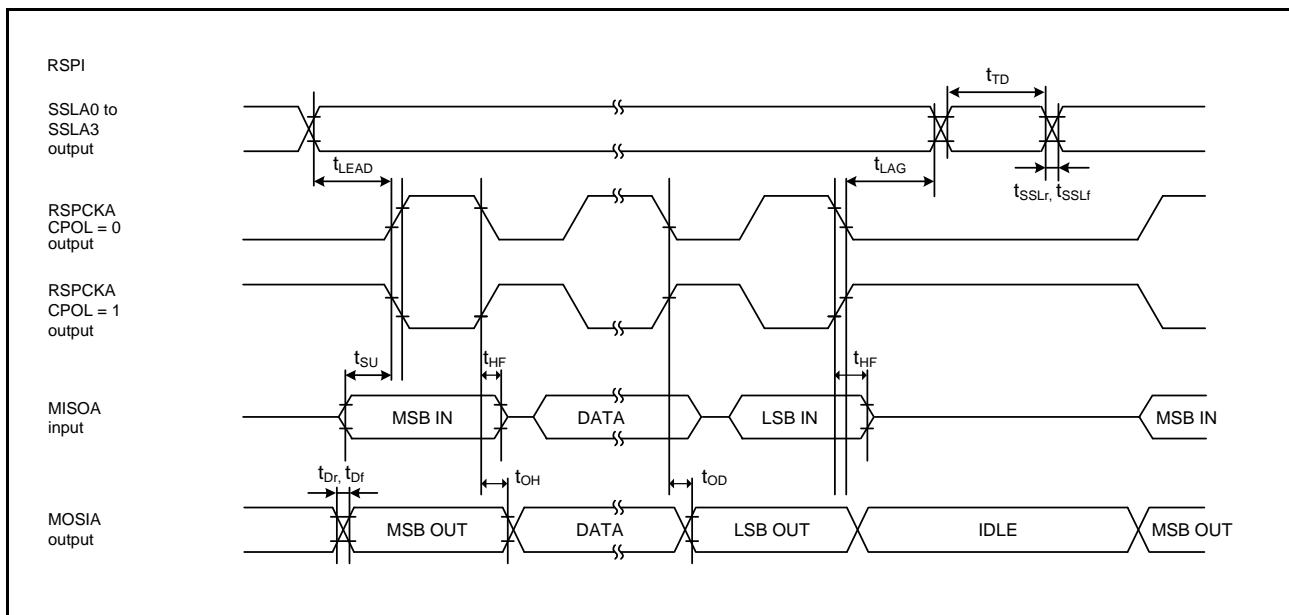 RSPI
SSLA0 to
SSLA3
output
tTD
tLEAD
tLAG
tSSLr, tSSLf
RSPCKA
CPOL = 0
output
RSPCKA
CPOL = 1
output
tSU
tHF
tHF
MISOA
input
MSB IN
DATA
LSB IN
MSB IN
tDr, tDf
tOH
tOD
MOSIA
output
MSB OUT
DATA
LSB OUT
IDLE
MSB OUT